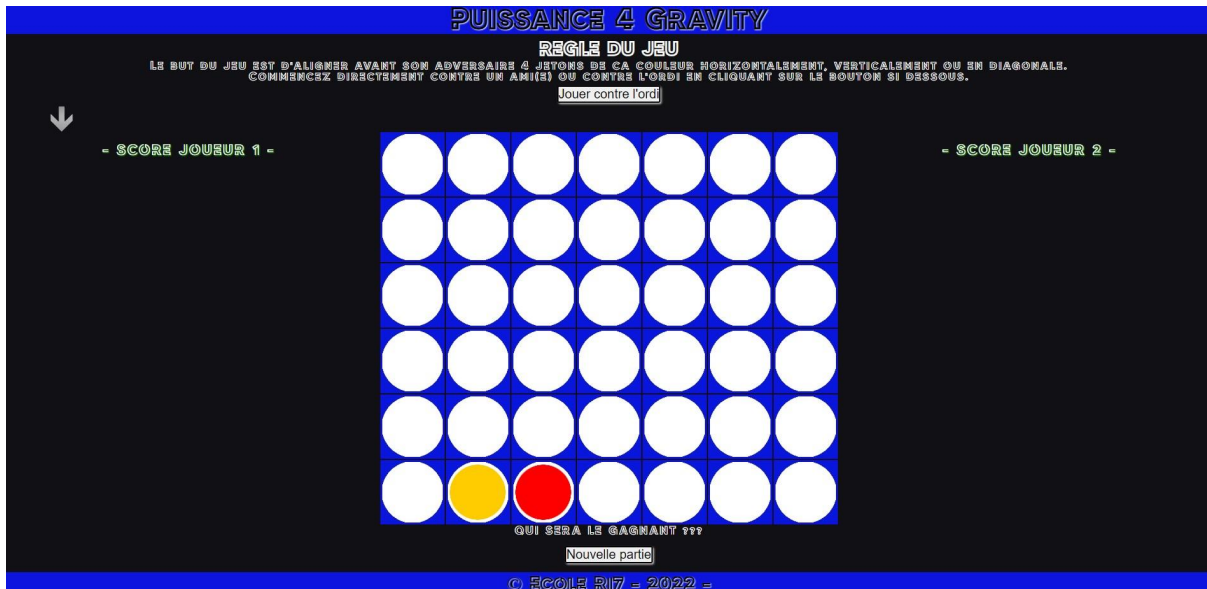 Puissance 4 Gravity
REGLE DU JEU
LE BUT DU JEU EST D'ALIGNER AVANT SON ADVERSAIRE 4 JETONS DE CA COULEUR HORIZONTALEMENT, VERTICALEMENT OU EN DIAGONALE.
COMMENCEZ DIRECTEMENT CONTRE UN AMI(E) OU CONTRE L'ORDI EN CLIQUANT SUR LE BOUTON SI DESSOUS.
Jouer contre l'ordi
- SCORE JOUEUR 1 -
- SCORE JOUEUR 2 -
QUI SERA LE GAGNANT ???
Nouvelle partie
© Ecole Ri7 - 2022 -